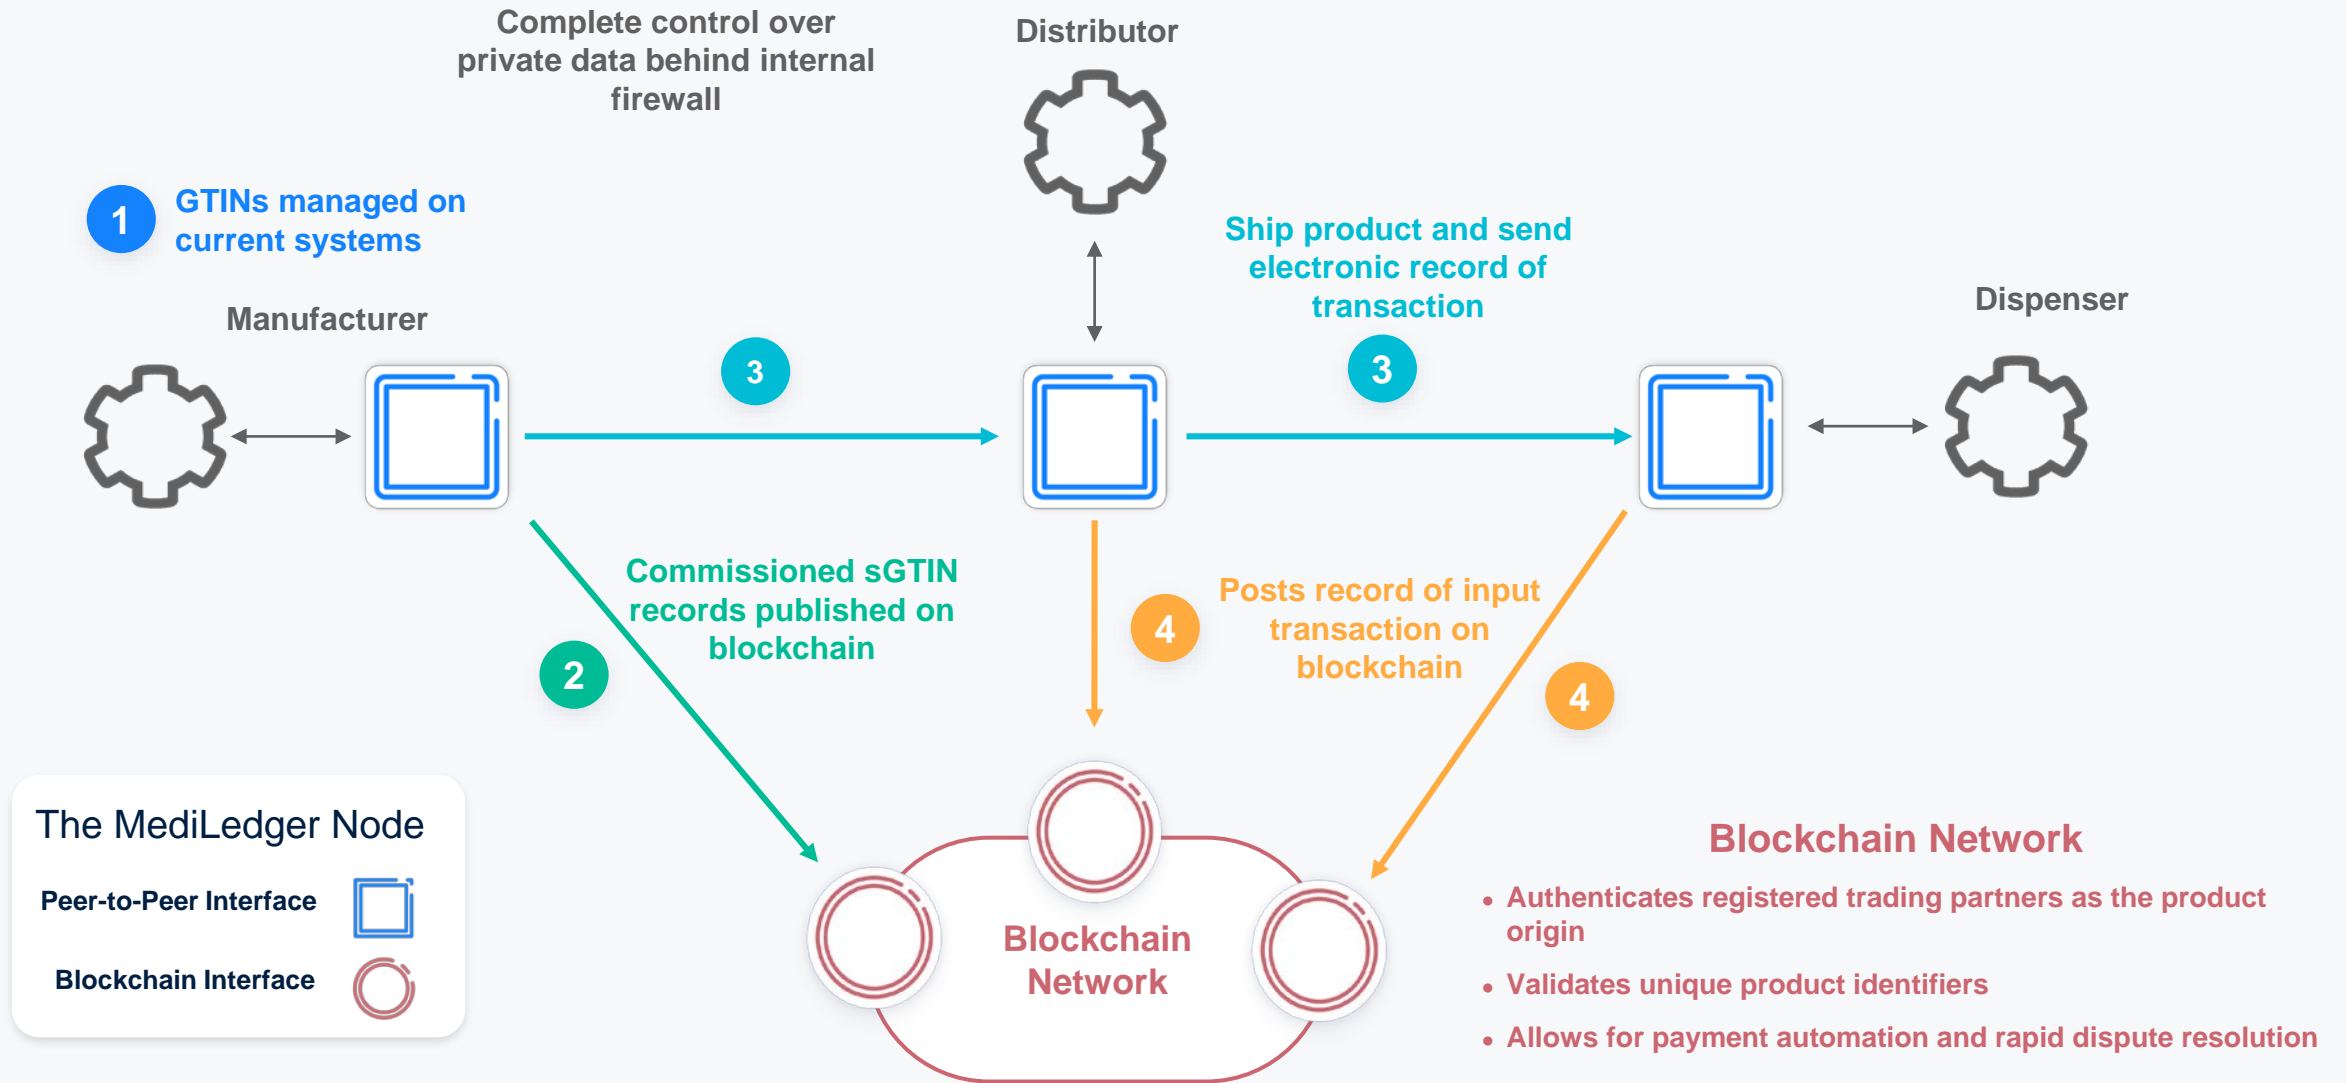 Complete control over
private data behind internal
firewall
Distributor
1
GTINs managed on
current systems
Ship product and send
electronic record of
transaction
Manufacturer
Dispenser
3
3
Commissioned sGTIN
records published on
blockchain
2
4
Posts record of input
transaction on
blockchain
4
The MediLedger Node
Peer-to-Peer Interface
Blockchain Interface
Blockchain
Network
Blockchain Network
• Authenticates registered trading partners as the product
origin
• Validates unique product identifiers
• Allows for payment automation and rapid dispute resolution